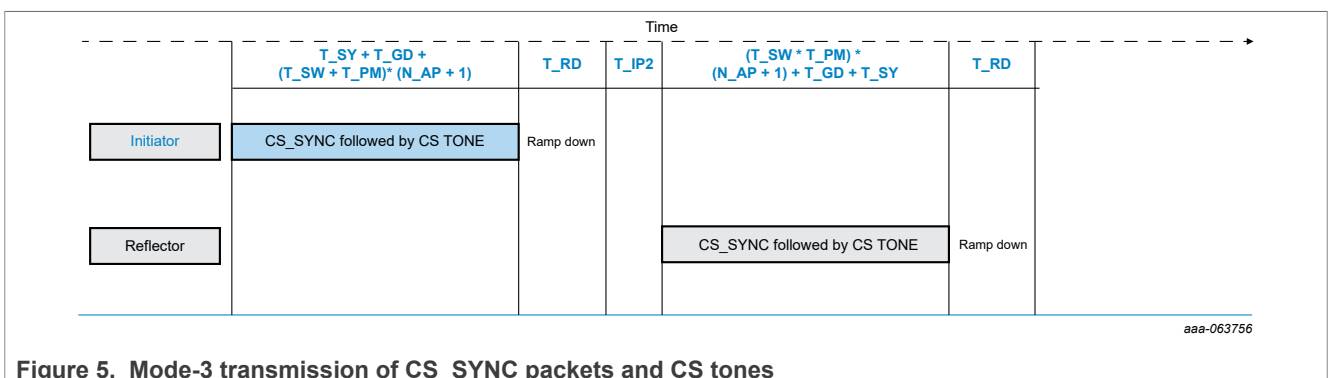 Time
T_SY + T_GD +
(T_SW + T_PM)* (N_AP + 1)
T_RD
T_IP2
(T_SW * T_PM) *
(N_AP + 1) + T_GD + T_SY
T_RD
Initiator
CS_SYNC followed by CS TONE
Ramp down
Reflector
CS_SYNC followed by CS TONE
Ramp down
aaa-063756
Figure 5. Mode-3 transmission of CS_SYNC packets and CS tones